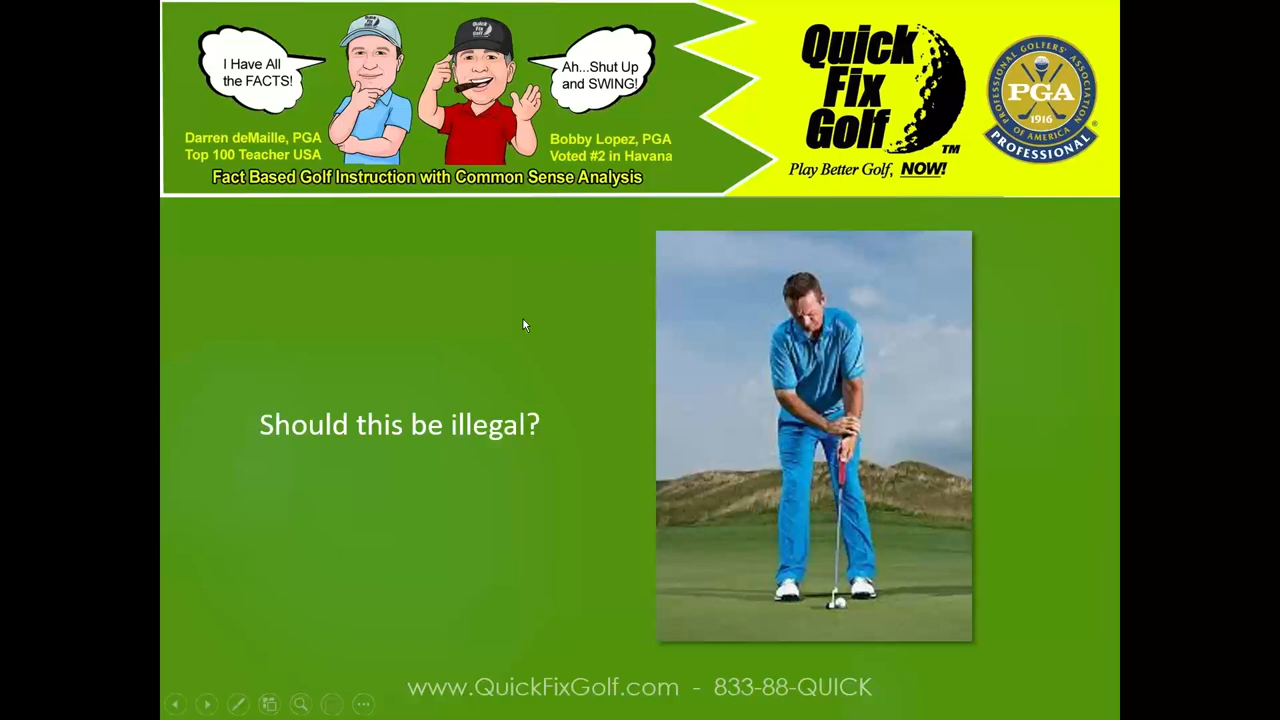 I Have All
the FACTS!
Ah...Shut Up
and SWING!
Darren deMaille, PGA
Top 100 Teacher USA
Bobby Lopez, PGA
Voted #2 in Havana
Fact Based Golf Instruction with Common Sense Analysis
Quick
Fix
Golf
TM
Play Better Golf, NOW!
PROFESSIONAL GOLFERS' ASSOCIATION
PGA
1916
OF AMERICA
PROFESSIONAL
®
Quick
Fix
Golf
Should this be illegal?
www.QuickFixGolf.com - 833-88-QUICK